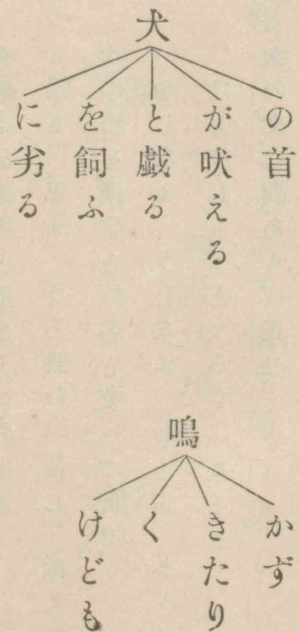 犬
の首
が吠える
と戯る
を飼ふ
に劣る
鳴
かず
きたり
く
けども